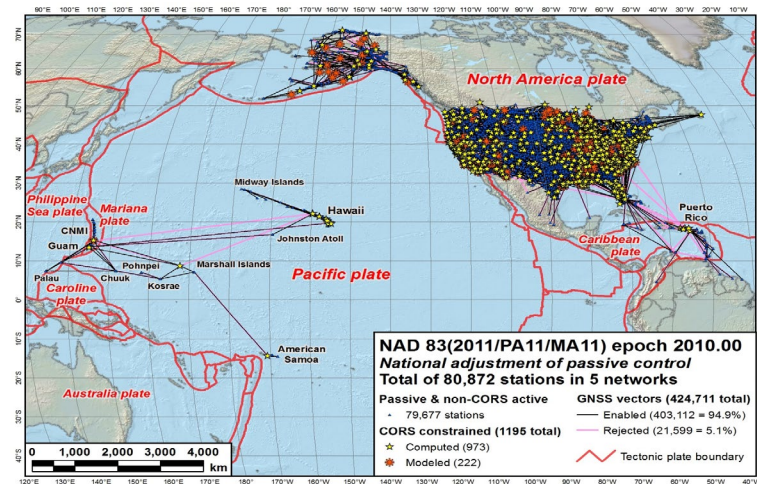 80°E 90°E 100°E 110°E 120°E 130°E 140°E 150°E 160°E 170°E 180° 170°W 160°W 150°W 140°W 130°W 120°W 110°W 100°W 90°W 80°W 70°W 60°W 50°W 40°W 30°W 20°W 10°W 0°
70°N
60°N
50°N
40°N
30°N
20°N
10°N
0°
10°S
20°S
30°S
40°S
North America plate
Midway Islands
Hawaii
Johnston Atoll
Philippine
Sea plate
Mariana
plate
CNMI
Guam
Palau
Chuuk
Pohnpei
Kosrae
Marshall Islands
Caroline
plate
Pacific plate
Puerto
Rico
Caribbean
plate
American
Samoa
Australia plate
0 1,000 2,000 3,000 4,000
km
NAD 83(2011/PA11/MA11) epoch 2010.00
National adjustment of passive control
Total of 80,872 stations in 5 networks
Passive & non-CORS active
79,677 stations
CORS constrained (1195 total)
Computed (973)
Modeled (222)
GNSS vectors (424,711 total)
Enabled (403,112 = 94.9%)
Rejected (21,599 = 5.1%)
Tectonic plate boundary
120°E 130°E 140°E 150°E 160°E 170°E 180° 170°W 160°W 150°W 140°W 130°W 120°W 110°W 100°W 90°W 80°W 70°W 60°W 50°W 40°W